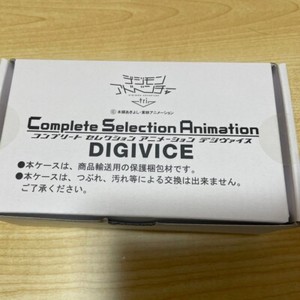 デジモン
アドベンチャー
tri.
©本郷あきよし・東映アニメーション
Complete Selection Animation
コンプリート セレクション アニメーション デジヴァイス
DIGIVICE
●本ケースは、商品輸送用の保護梱包材です。
●本ケースは、つぶれ、汚れ等による交換は出来ません。
ご了承ください。